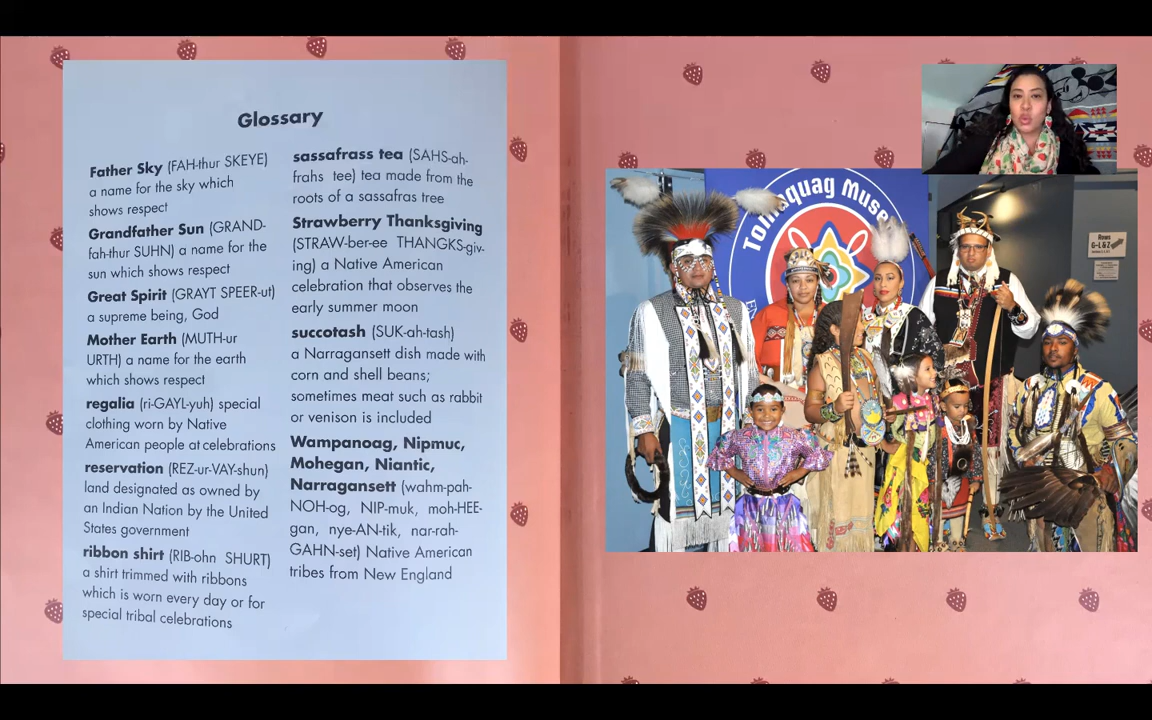 Glossary
Father Sky (FAH-thur SKEYE)
a name for the sky which
shows respect
Grandfather Sun (GRAND-
fah-thur SUHN) a name for the
sun which shows respect
Great Spirit (GRAYT SPEER-ut)
a supreme being, God
Mother Earth (MUTH-ur
URTH) a name for the earth
which shows respect
regalia (ri-GAYL-yuh) special
clothing worn by Native
American people at celebrations
reservation (REZ-ur-VAY-shun)
land designated as owned by
an Indian Nation by the United
States government
ribbon shirt (RIB-ohn SHURT)
a shirt trimmed with ribbons
which is worn every day or for
special tribal celebrations
sassafrass tea (SAHS-ah-
frahs tee) tea made from the
roots of a sassafras tree
Strawberry Thanksgiving
(STRAW-ber-ee THANGKS-giv-
ing) a Native American
celebration that observes the
early summer moon
succotash (SUK-ah-tash)
a Narragansett dish made with
corn and shell beans;
sometimes meat such as rabbit
or venison is included
Wampanoag, Nipmuc,
Mohegan, Niantic,
Narragansett (wahm-pah-
NOH-og, NIP-muk, moh-HEE-
gan, nye-AN-tik, nar-rah-
GAHN-set) Native American
tribes from New England
Tomaquag Muse
Rows
G-L & Z